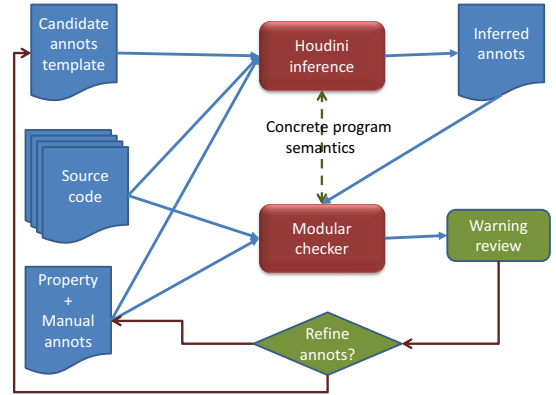 Candidate
annots
template
Houdini
inference
Inferred
annots
Concrete program
semantics
Source
code
Modular
checker
Warning
review
Property
+
Manual
annots
Refine
annots?